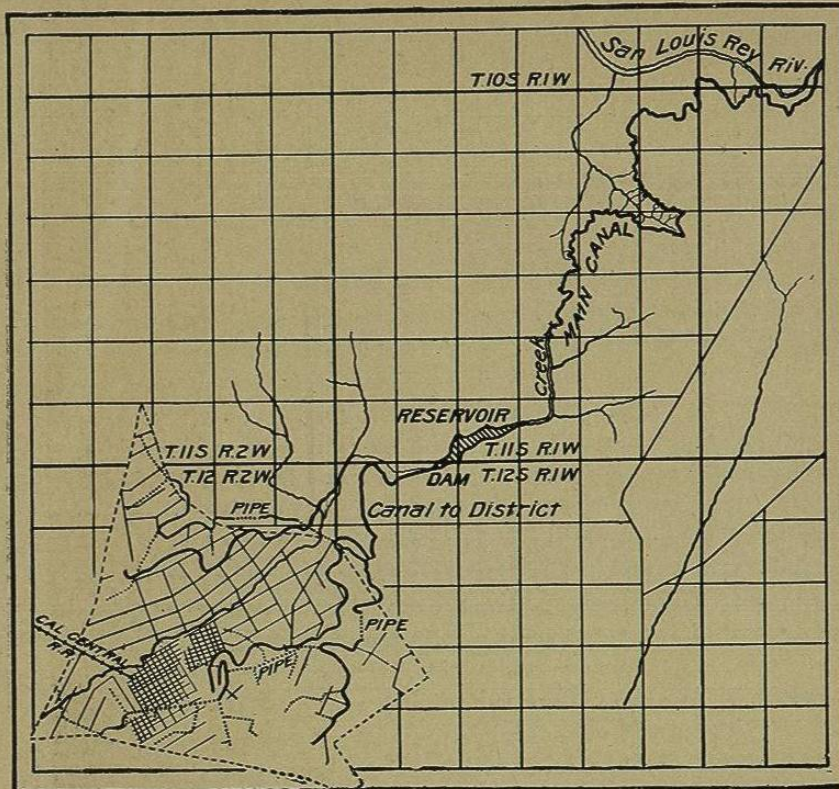 San Louis Rey Riv.
T.10S R.1W
MAIN CANAL
Creek
RESERVOIR
T.11S R.2W
T.11S R.1W
T.12 R.2W
DAM
T.12S R.1W
PIPE
Canal to District
CAL CENTRAL
R.R
PIPE
PIPE